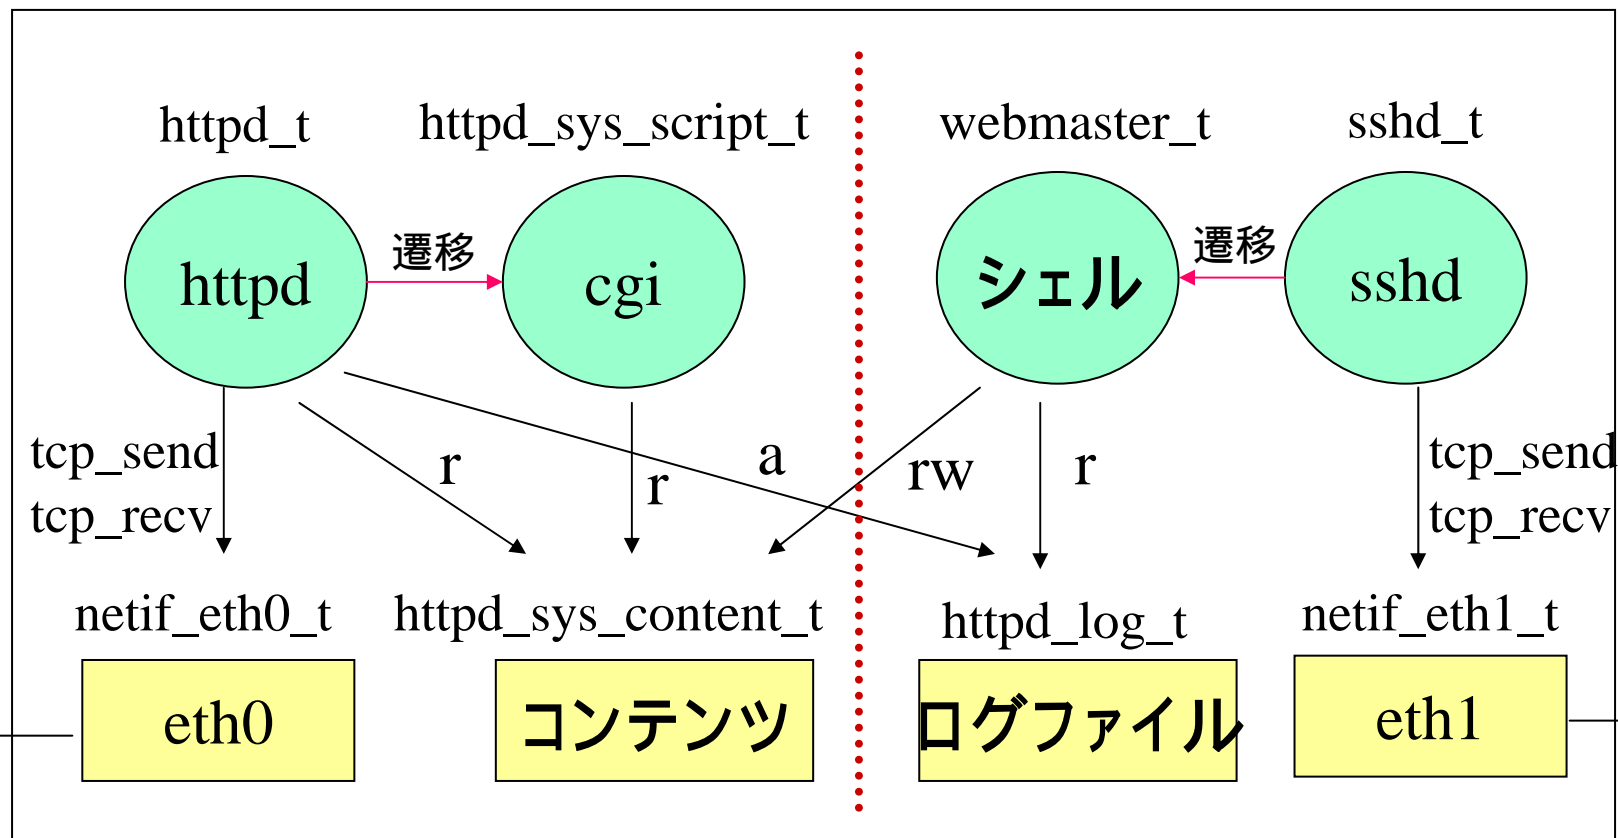 httpd_t
httpd_sys_script_t
webmaster_t
sshd_t
httpd
遷移
cgi
シェル
遷移
sshd
tcp_send
tcp_recv
r
r
a
rw
r
tcp_send
tcp_recv
netif_eth0_t
httpd_sys_content_t
httpd_log_t
netif_eth1_t
eth0
コンテンツ
ログファイル
eth1